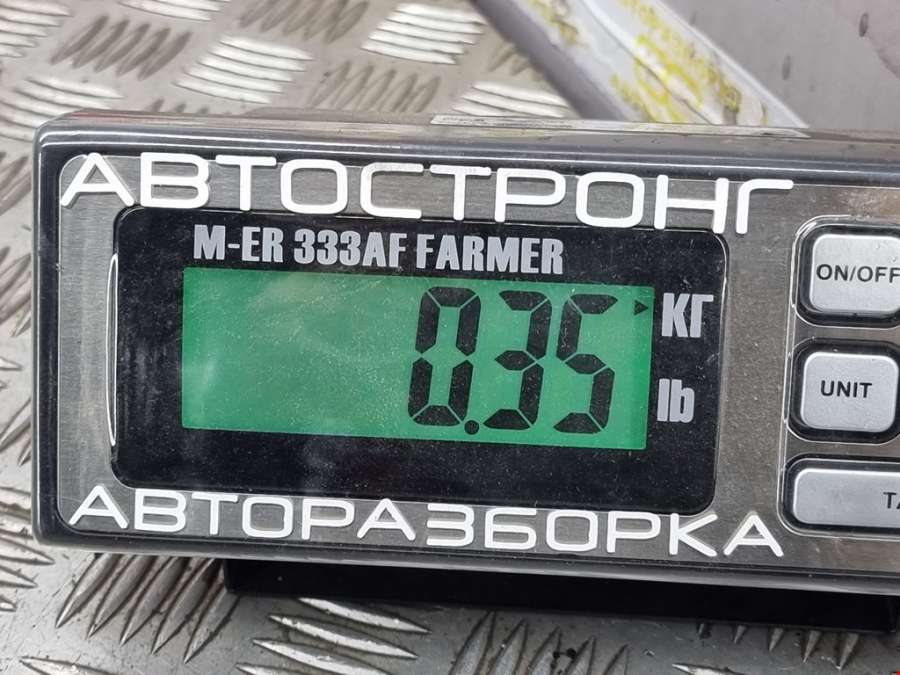 АВТОСТРОНГ
M-ER 333AF FARMER
0.35 КГ
lb
ON/OFF
UNIT
АВТОРАЗБОРКА